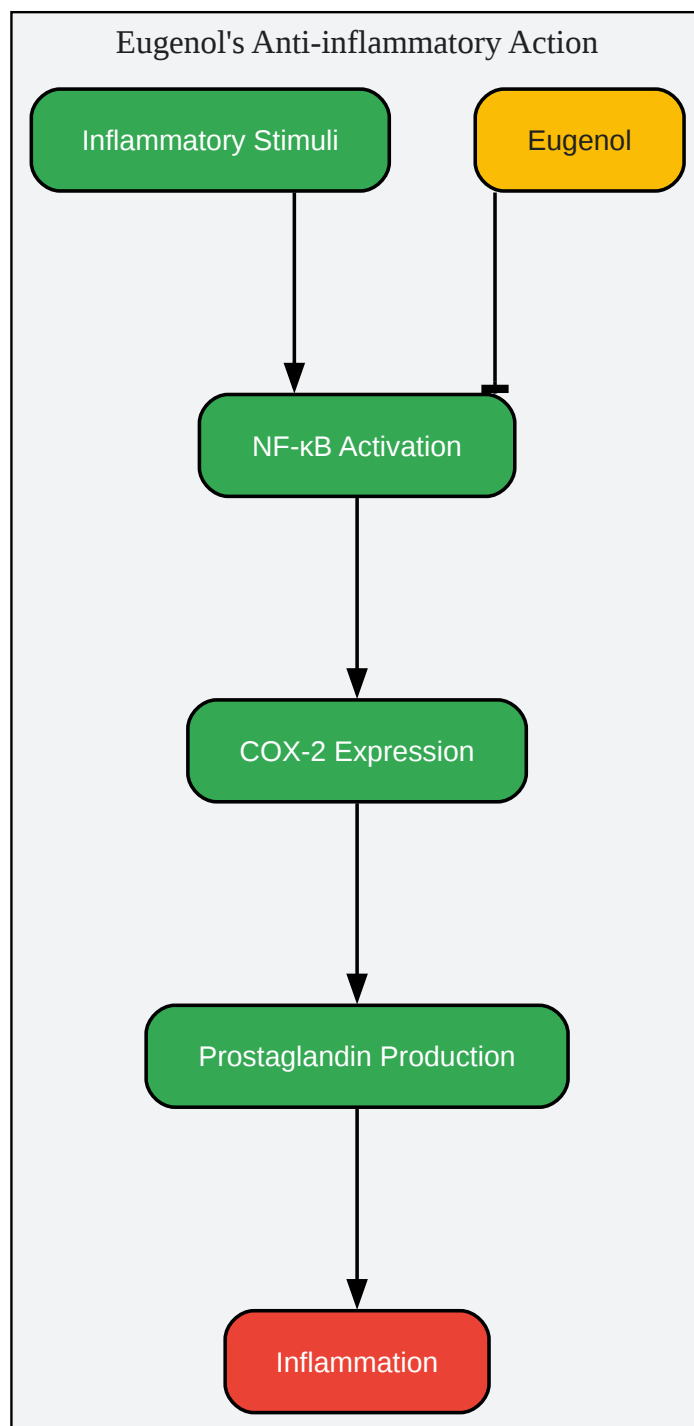 Eugenol's Anti-inflammatory Action
Inflammatory Stimuli
Eugenol
NF-κB Activation
COX-2 Expression
Prostaglandin Production
Inflammation